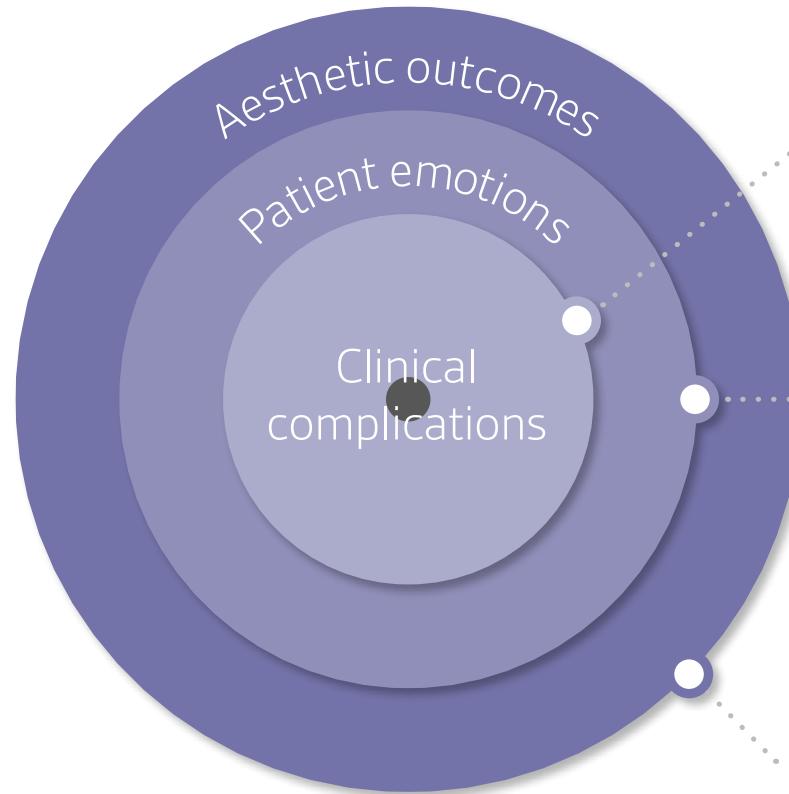 Aesthetic outcomes
Patient emotions
Clinical
complications